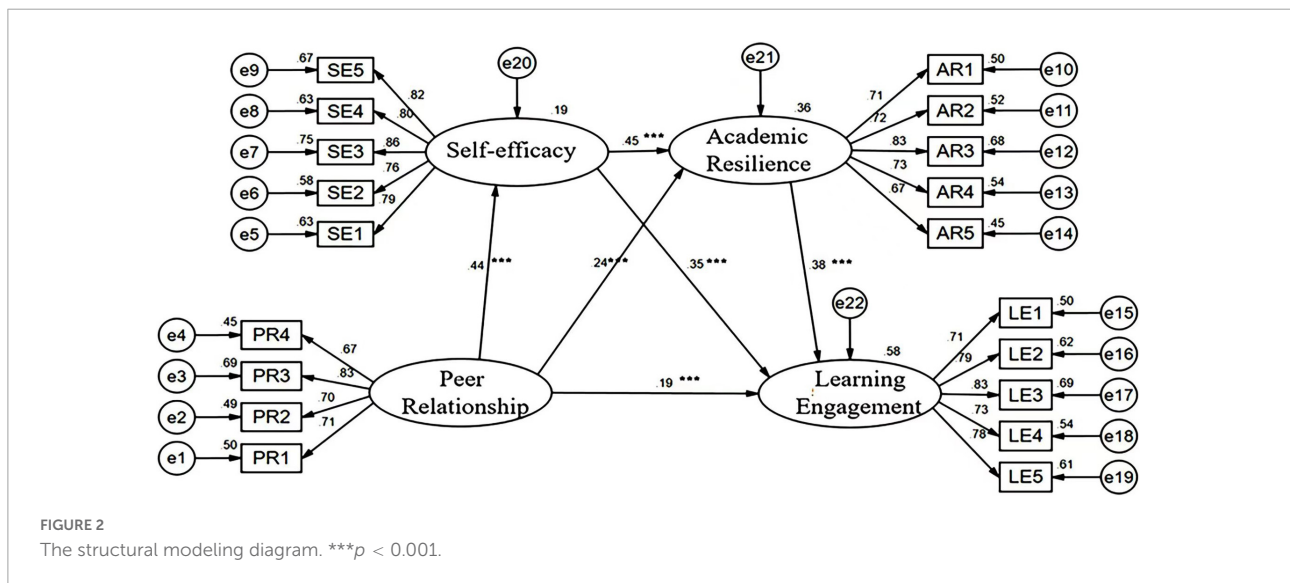 e9 .67 SE5
e8 .63 SE4
e7 .75 SE3
e6 .58 SE2
e5 .63 SE1
.82
.80
.86
.76
.79
e20
.19
Self-efficacy
.45 ***
e21
.36
Academic
Resilience
.71
.72
.83
.73
.67
AR1 .50 e10
AR2 .52 e11
AR3 .68 e12
AR4 .54 e13
AR5 .45 e14
.44 ***
.24***
.35 ***
.38 ***
e4 .45 PR4
e3 .69 PR3
e2 .49 PR2
e1 .50 PR1
.67
.83
.70
.71
Peer
Relationship
.19 ***
e22
.58
Learning
Engagement
.71
.79
.83
.73
.78
LE1 .50 e15
LE2 .62 e16
LE3 .69 e17
LE4 .54 e18
LE5 .61 e19
FIGURE 2
The structural modeling diagram. ***p < 0.001.